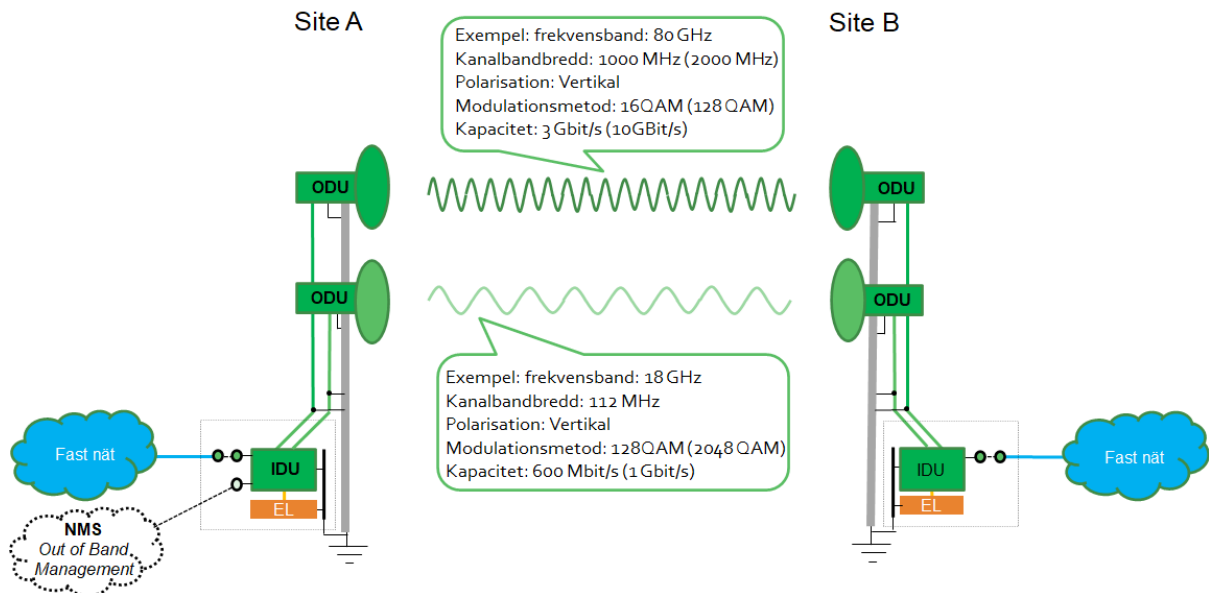 Site A
Site B
Exempel: frekvensband: 80 GHz
Kanalbandbredd: 1000 MHz (2000 MHz)
Polarisation: Vertikal
Modulationsmetod: 16QAM (128 QAM)
Kapacitet: 3 Gbit/s (10GBit/s)
ODU
ODU
ODU
ODU
Exempel: frekvensband: 18 GHz
Kanalbandbredd: 112 MHz
Polarisation: Vertikal
Modulationsmetod: 128QAM (2048 QAM)
Kapacitet: 600 Mbit/s (1 Gbit/s)
Fast nät
IDU
EL
IDU
EL
Fast nät
NMS
Out of Band
Management